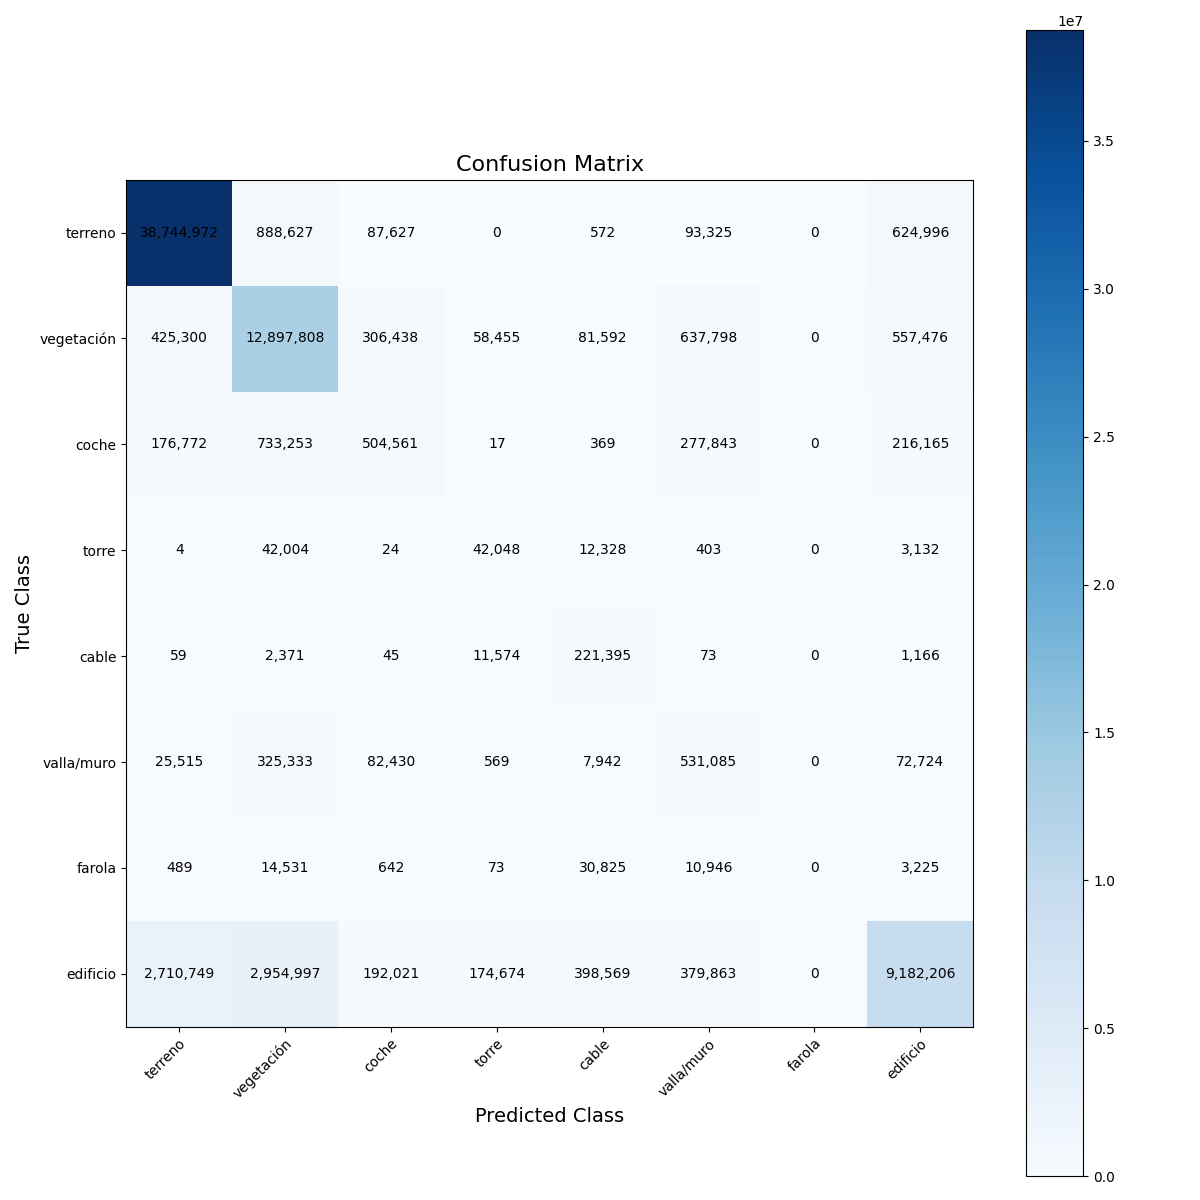 1e7
Confusion Matrix
terreno 38,744,972 888,627 87,627 0 572 93,325 0 624,996
vegetación 425,300 12,897,808 306,438 58,455 81,592 637,798 0 557,476
coche 176,772 733,253 504,561 17 369 277,843 0 216,165
torre 4 42,004 24 42,048 12,328 403 0 3,132
cable 59 2,371 45 11,574 221,395 73 0 1,166
valla/muro 25,515 325,333 82,430 569 7,942 531,085 0 72,724
farola 489 14,531 642 73 30,825 10,946 0 3,225
edificio 2,710,749 2,954,997 192,021 174,674 398,569 379,863 0 9,182,206
terreno vegetación coche torre cable valla/muro farola edificio
Predicted Class
True Class
3.5
3.0
2.5
2.0
1.5
1.0
0.5
0.0